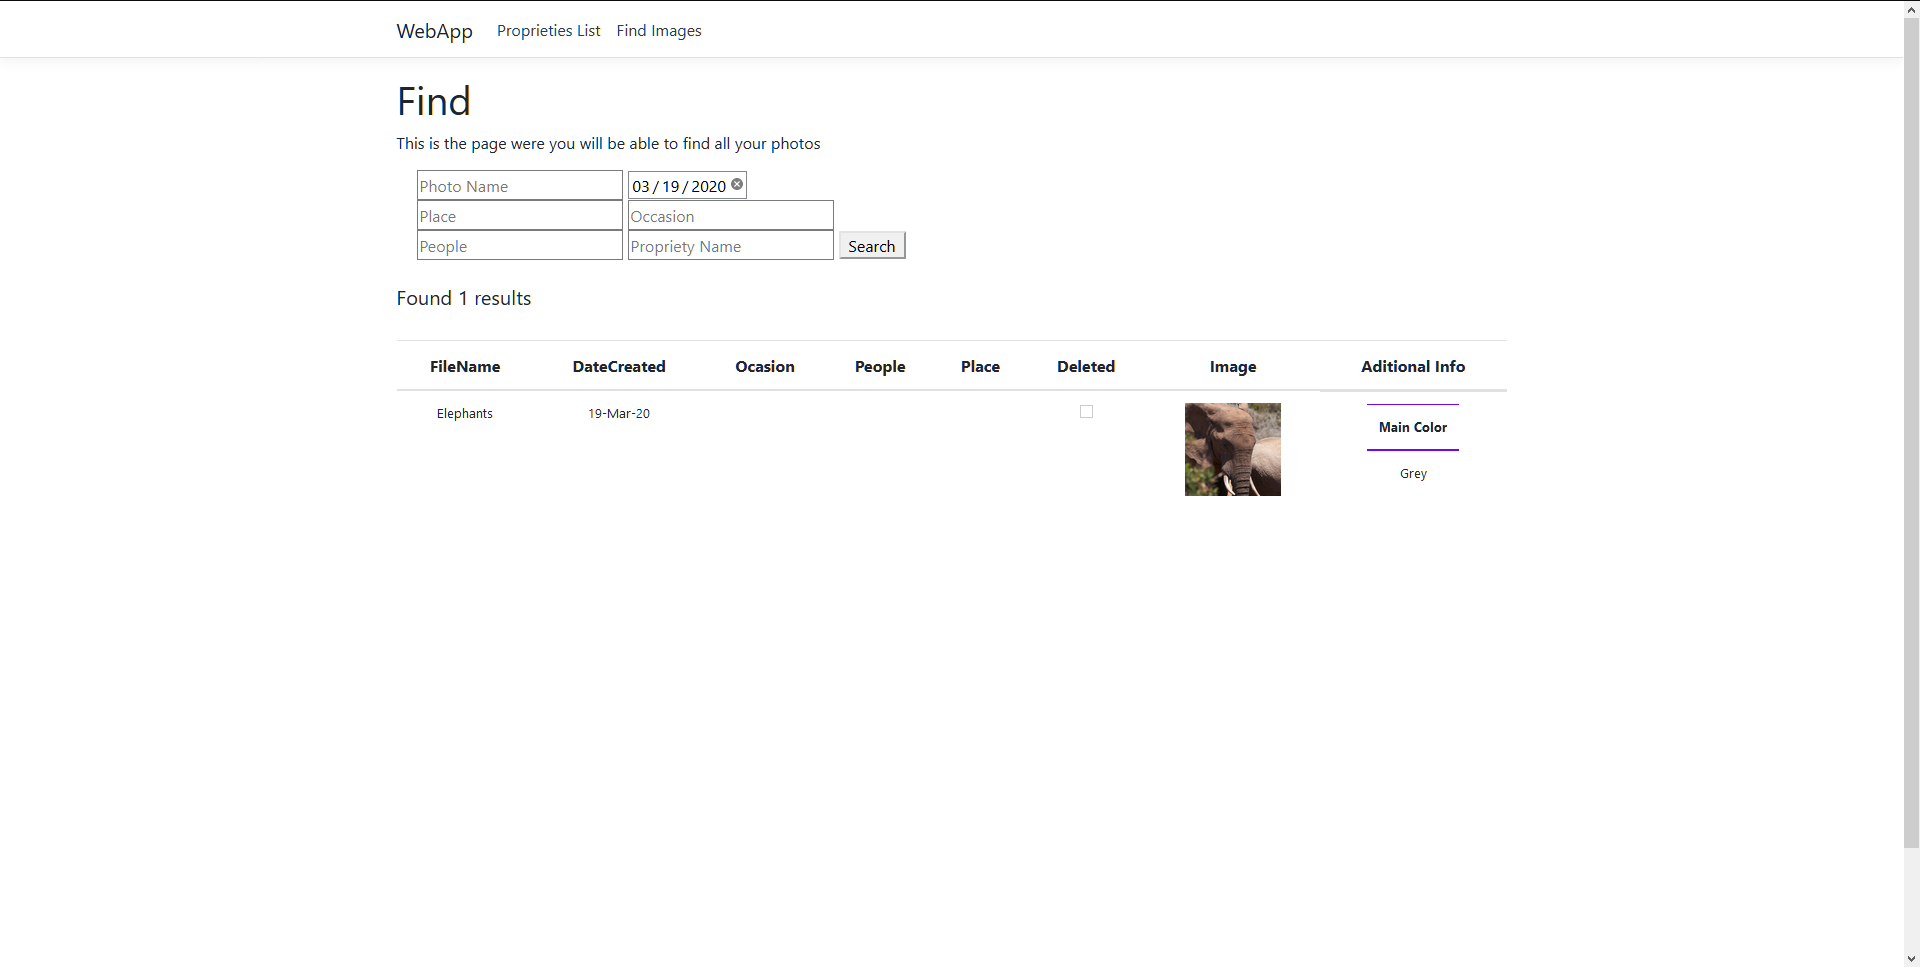 WebApp Proprieties List Find Images
Find
This is the page were you will be able to find all your photos
Photo Name 03 / 19 / 2020
Place Occasion
People Propriety Name Search
Found 1 results
FileName DateCreated Ocasion People Place Deleted Image Aditional Info
Elephants 19-Mar-20
Main Color
Grey